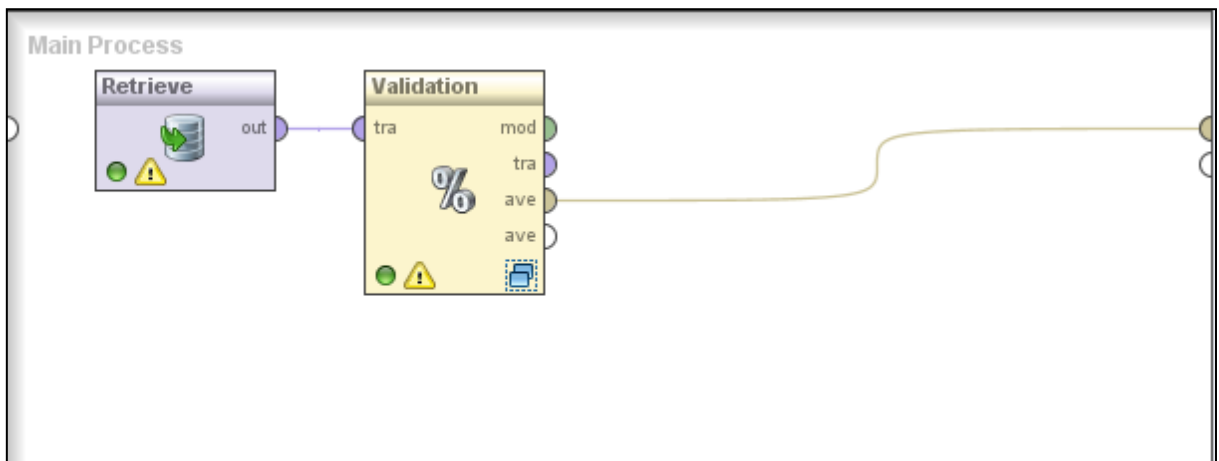 Main Process
Retrieve
out
Validation
tra
mod
tra
ave
ave
%